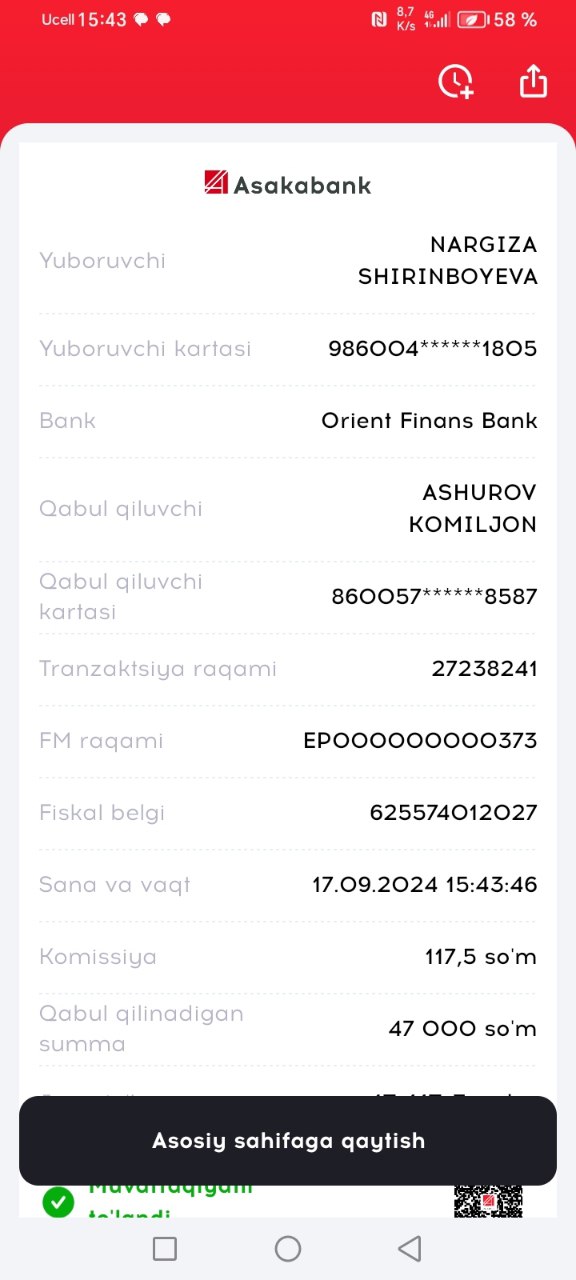 Ucell 15:43 8,7 K/s 4G 58 %
Asakabank
Yuboruvchi NARGIZA
SHIRINBOYEVA
Yuboruvchi kartasi 986004******1805
Bank Orient Finans Bank
Qabul qiluvchi ASHUROV
KOMILJON
Qabul qiluvchi
kartasi 860057******8587
Tranzaktsiya raqami 27238241
FM raqami EP000000000373
Fiskal belgi 625574012027
Sana va vaqt 17.09.2024 15:43:46
Komissiya 117,5 so'm
Qabul qilinadigan
summa 47 000 so'm
Asosiy sahifaga qaytish
Muvaffaqiyatli
to'landi